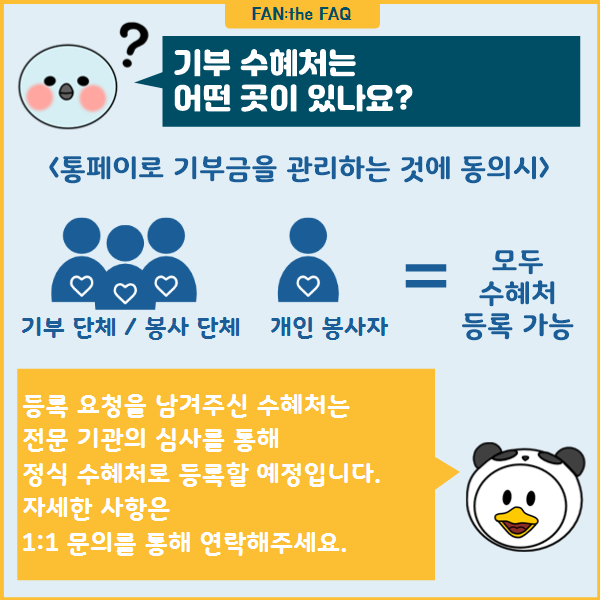 FAN:the FAQ
?
기부 수혜처는
어떤 곳이 있나요?
<통페이로 기부금을 관리하는 것에 동의시>
기부 단체 / 봉사 단체
개인 봉사자
=
모두
수혜처
등록 가능
등록 요청을 남겨주신 수혜처는
전문 기관의 심사를 통해
정식 수혜처로 등록할 예정입니다.
자세한 사항은
1:1 문의를 통해 연락해주세요.